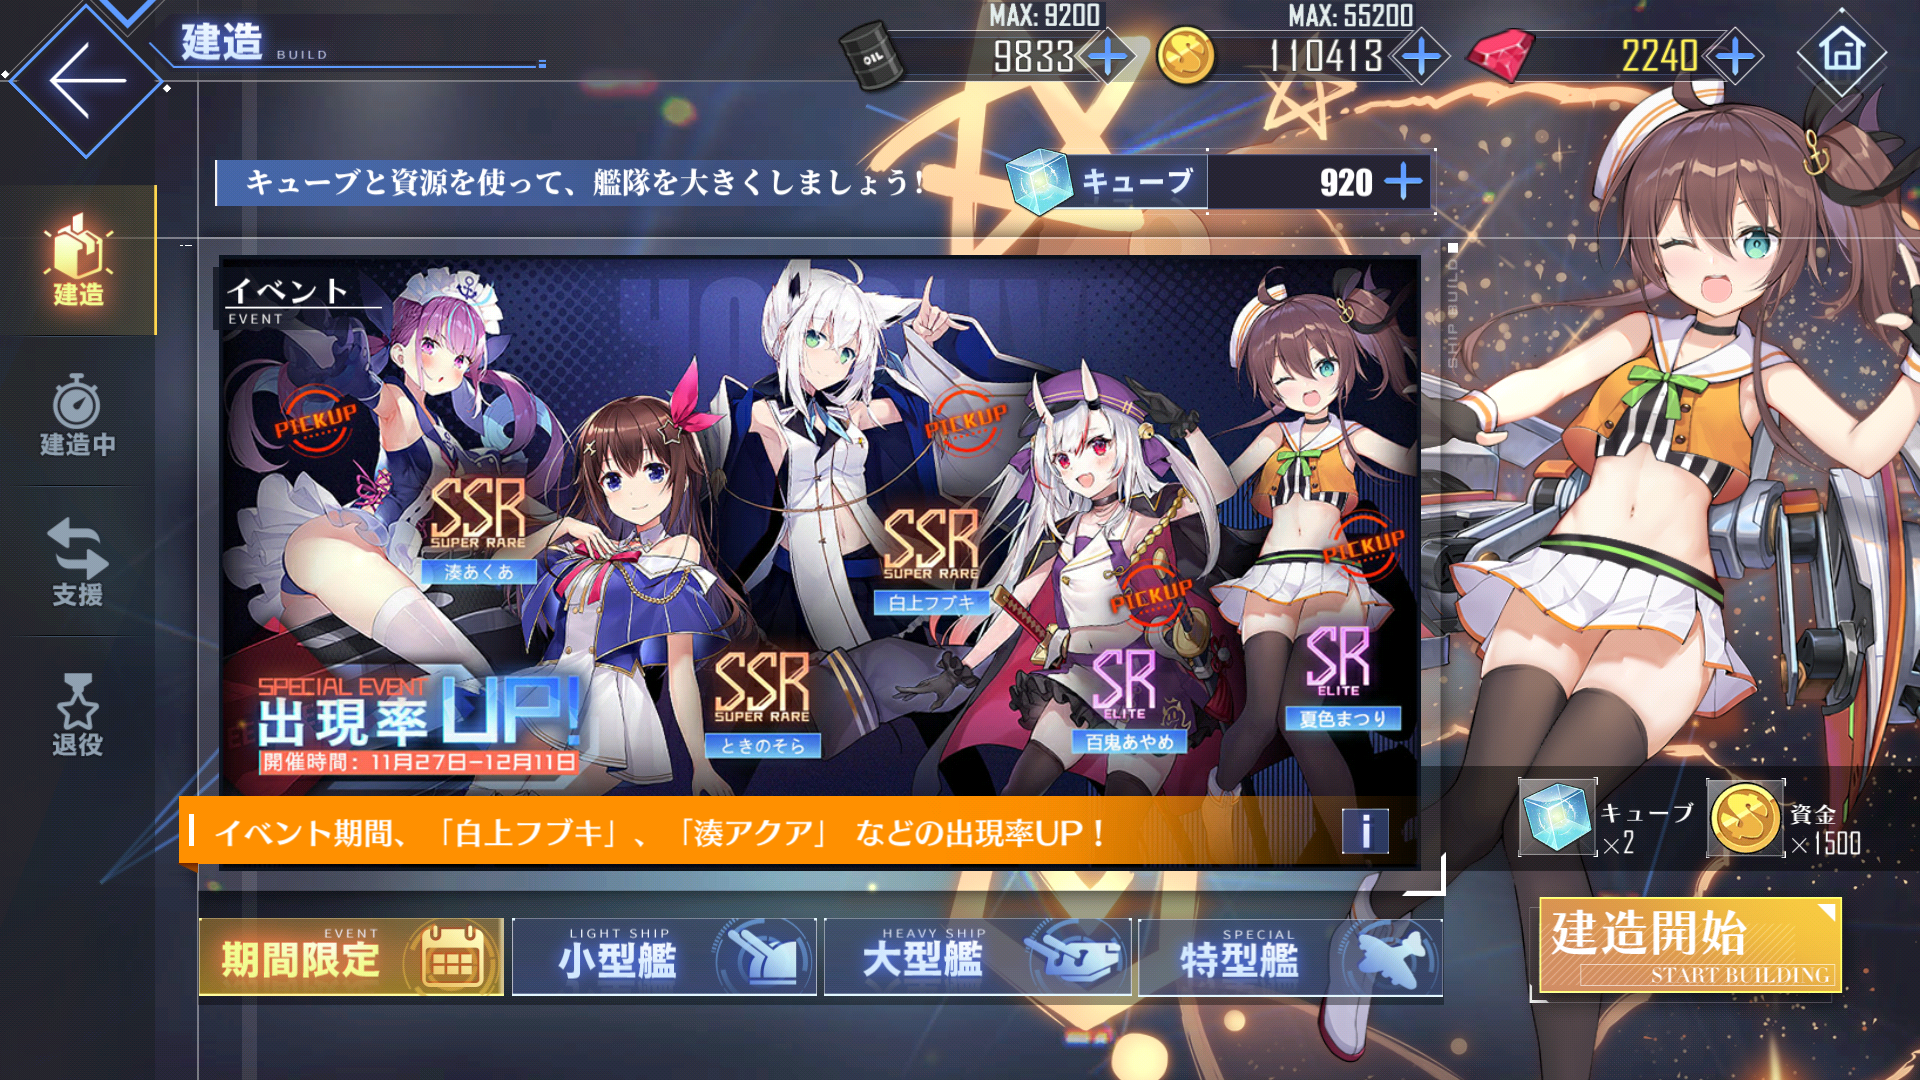 建造 BUILD
OIL
MAX: 9200
9833
MAX: 55200
110413
2240
キューブと資源を使って、艦隊を大きくしましょう!
キューブ
920
建造
建造中
支援
退役
イベント
EVENT
SHIP BUILD
PICKUP
SSR
SUPER RARE
湊あくあ
PICKUP
SSR
SUPER RARE
白上フブキ
SSR
SUPER RARE
ときのそら
PICKUP
SR
ELITE
百鬼あやめ
PICKUP
SR
ELITE
夏色まつり
SPECIAL EVENT
出現率UP!
開催時間: 11月27日-12月11日
イベント期間、「白上フブキ」、「湊アクア」 などの出現率UP!
i
キューブ
×2
資金
×1500
EVENT
期間限定
LIGHT SHIP
小型艦
HEAVY SHIP
大型艦
SPECIAL
特型艦
建造開始
START BUILDING